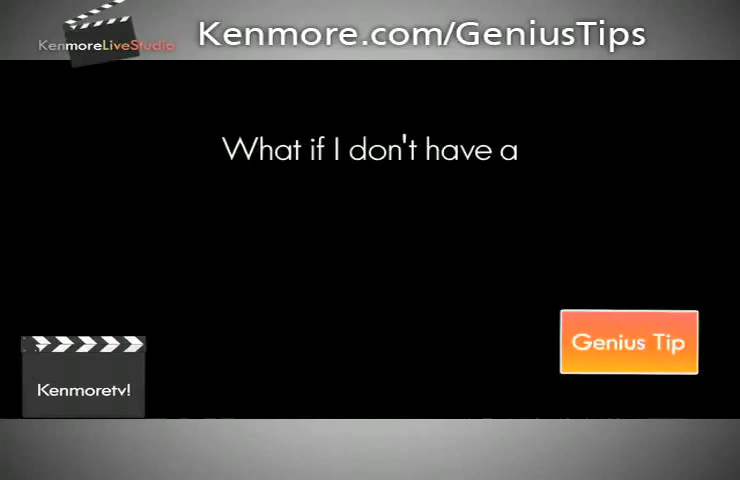 KenmoreLiveStudio
Kenmore.com/GeniusTips
What if I don't have a
Genius Tip
Kenmoretv!